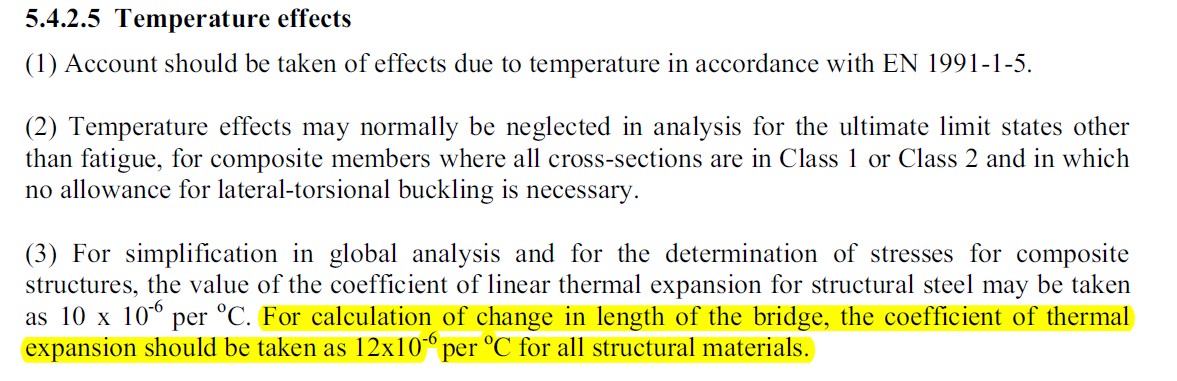 5.4.2.5 Temperature effects
(1) Account should be taken of effects due to temperature in accordance with EN 1991-1-5.
(2) Temperature effects may normally be neglected in analysis for the ultimate limit states other
than fatigue, for composite members where all cross-sections are in Class 1 or Class 2 and in which
no allowance for lateral-torsional buckling is necessary.
(3) For simplification in global analysis and for the determination of stresses for composite
structures, the value of the coefficient of linear thermal expansion for structural steel may be taken
as 10 x 10⁻⁶ per ⁰C. For calculation of change in length of the bridge, the coefficient of thermal
expansion should be taken as 12x10⁻⁶ per ⁰C for all structural materials.